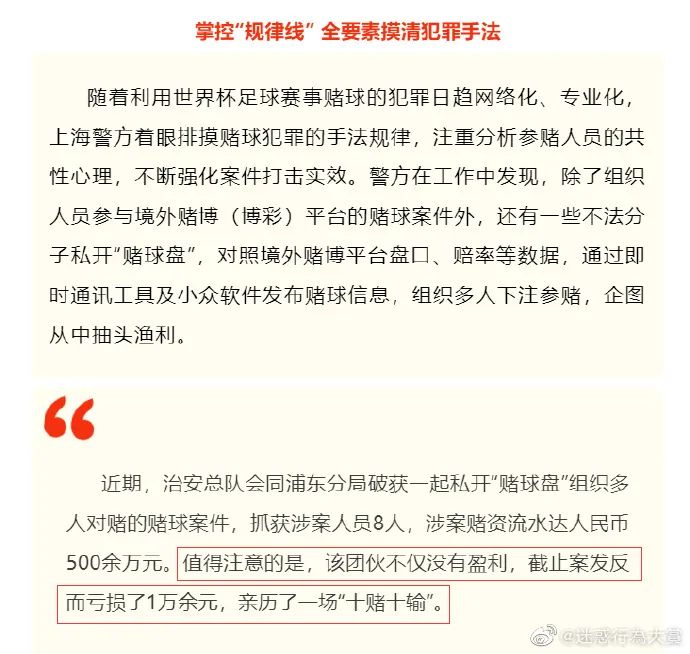 掌控“规律线” 全要素摸清犯罪手法
随着利用世界杯足球赛事赌球的犯罪日趋网络化、专业化，
上海警方着眼排摸赌球犯罪的手法规律，注重分析参赌人员的共
性心理，不断强化案件打击实效。警方在工作中发现，除了组织
人员参与境外赌博（博彩）平台的赌球案件外，还有一些不法分
子私开“赌球盘”，对照境外赌博平台盘口、赔率等数据，通过即
时通讯工具及小众软件发布赌球信息，组织多人下注参赌，企图
从中抽头渔利。
近期，治安总队会同浦东分局破获一起私开“赌球盘”组织多
人对赌的赌球案件，抓获涉案人员8人，涉案赌资流水达人民币
500余万元。值得注意的是，该团伙不仅没有盈利，截止案发反
而亏损了1万余元，亲历了一场“十赌十输”。
@迷惑行為大賞